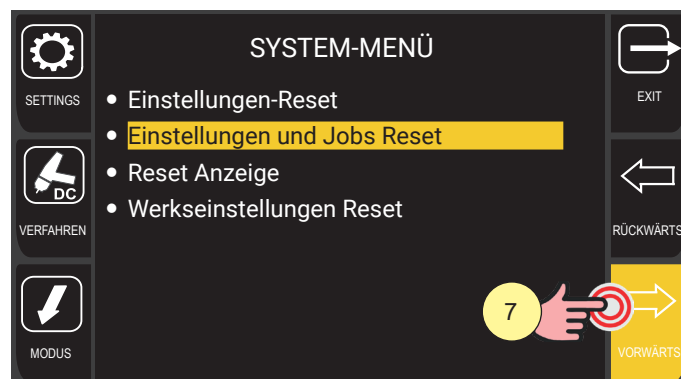 SYSTEM-MENÜ
SETTINGS
DC
VERFAHREN
MODUS
• Einstellungen-Reset
• Einstellungen und Jobs Reset
• Reset Anzeige
• Werkseinstellungen Reset
7
EXIT
RÜCKWÄRTS
VORWÄRTS